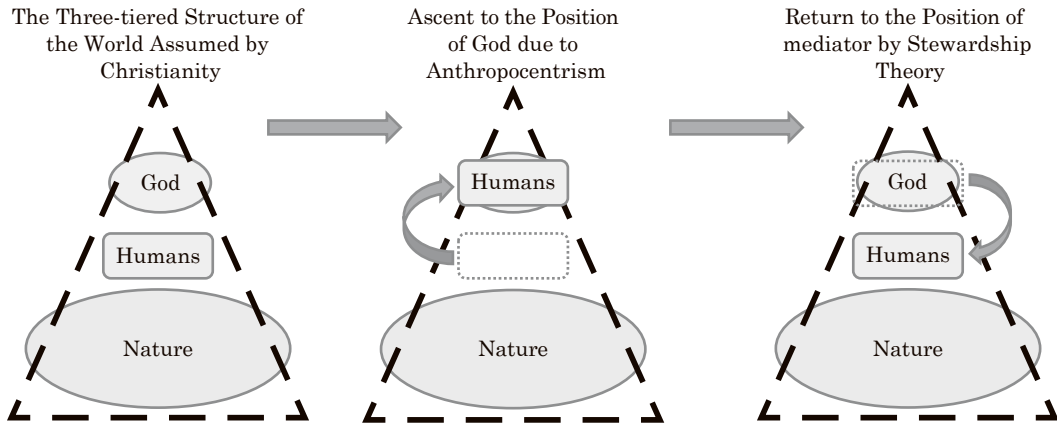 The Three-tiered Structure of
the World Assumed by
Christianity
God
Humans
Nature
Ascent to the Position
of God due to
Anthropocentrism
Humans
Nature
Return to the Position of
mediator by Stewardship
Theory
God
Humans
Nature